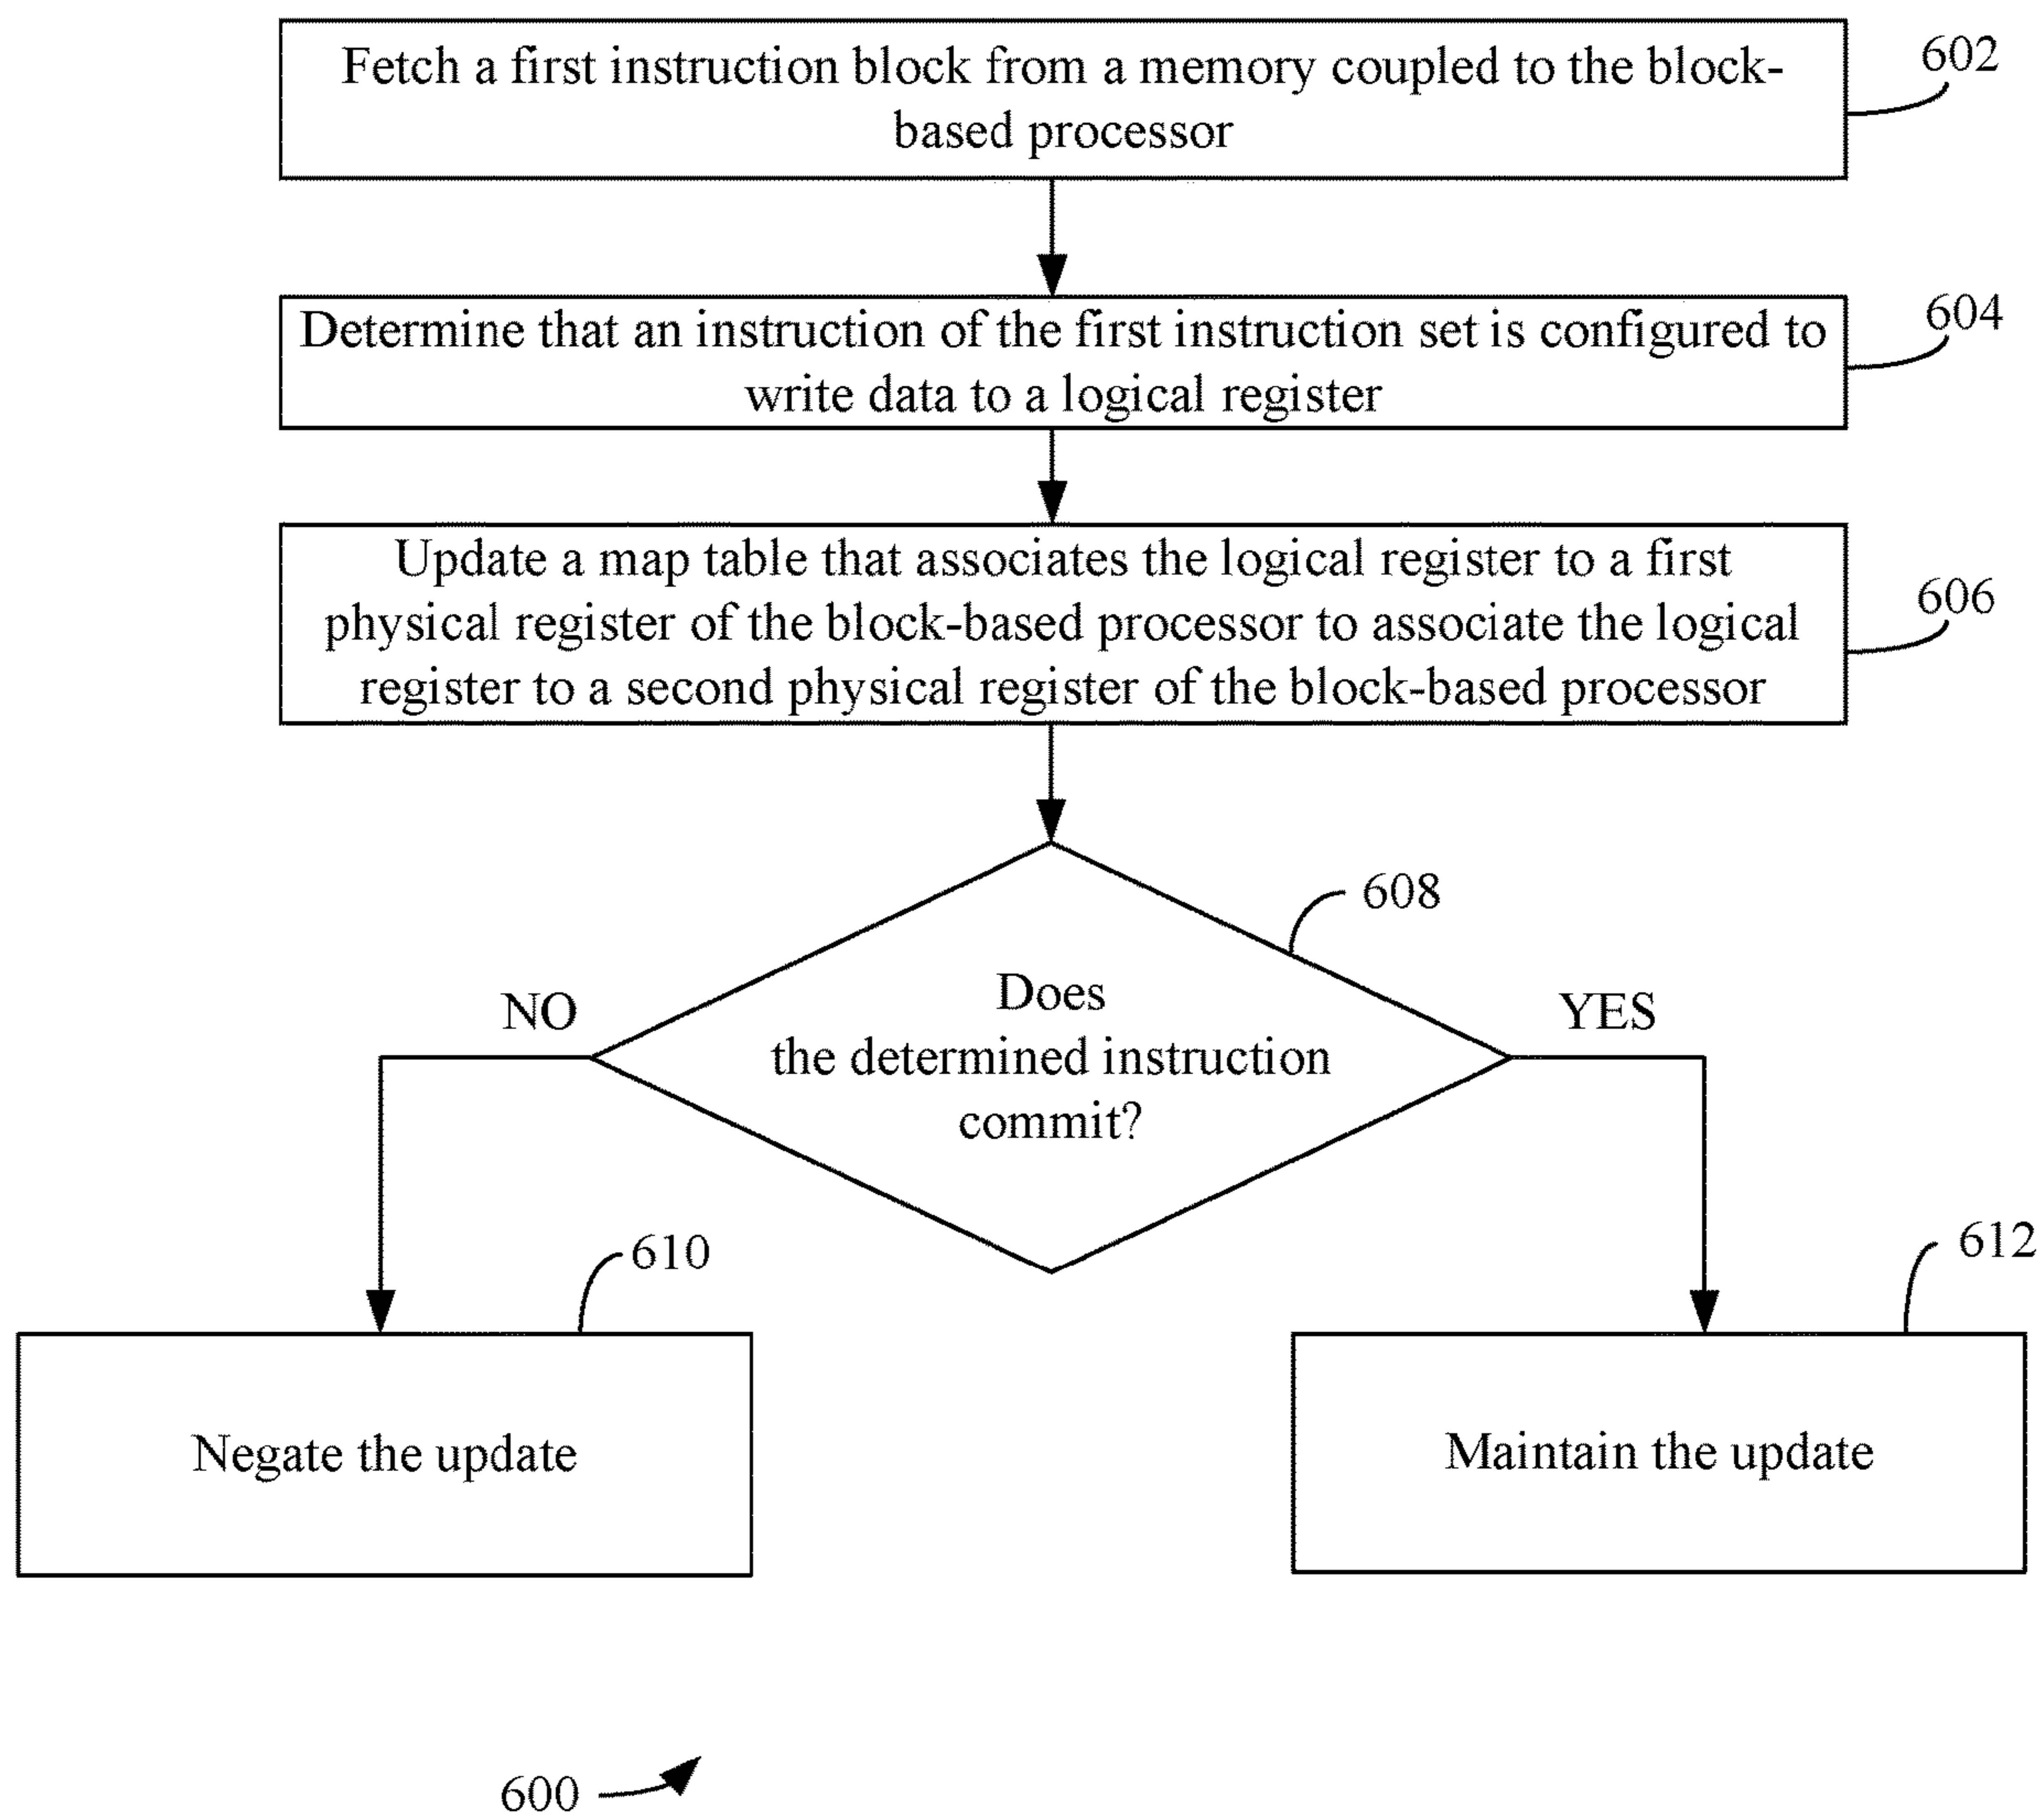 Fetch a first instruction block from a memory coupled to the block-
based processor
602
Determine that an instruction of the first instruction set is configured to
write data to a logical register
604
Update a map table that associates the logical register to a first
physical register of the block-based processor to associate the logical
register to a second physical register of the block-based processor
606
608
Does
the determined instruction
commit?
NO
YES
610
612
Negate the update
Maintain the update
600